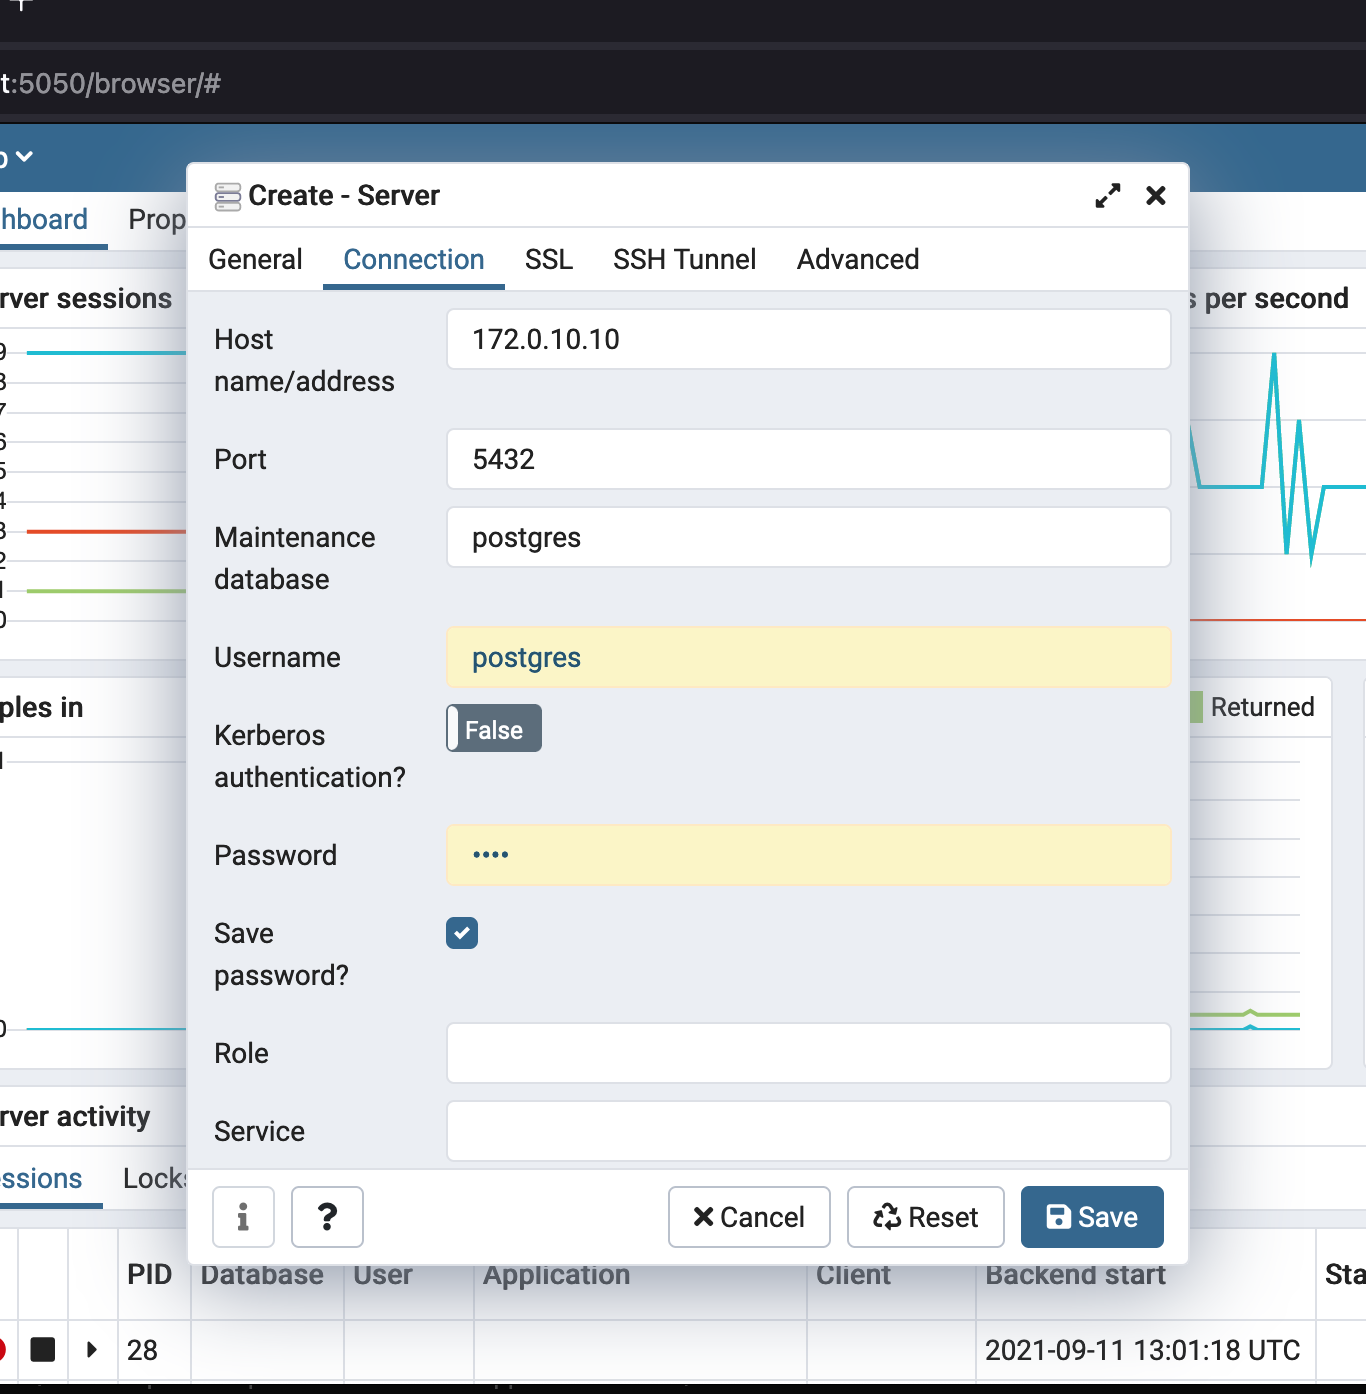 t:5050/browser/#
Create - Server
hboard Prop
General Connection SSL SSH Tunnel Advanced
rver sessions
s per second
Host name/address
172.0.10.10
9
8
7
6
5
4
3
2
1
0
Port
5432
Maintenance database
postgres
Username
postgres
ples in
Returned
Kerberos authentication?
False
1
Password
••••
Save password?
0
Role
rver activity
Service
ssions Locks
i ? Cancel Reset Save
PID Database User Application Client Backend start Sta
28 2021-09-11 13:01:18 UTC